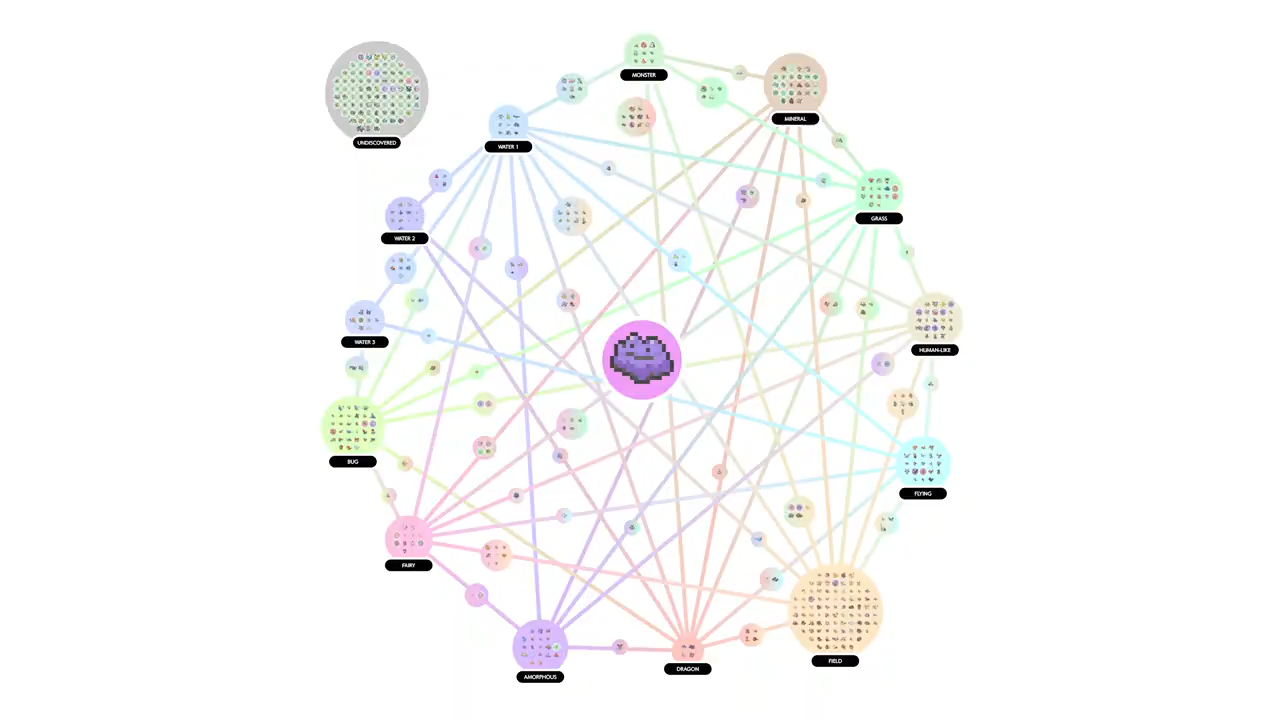 MONSTER
MINERAL
UNDISCOVERED
WATER 1
GRASS
WATER 2
WATER 3
HUMAN-LIKE
BUG
FLYING
FAIRY
FIELD
DRAGON
AMORPHOUS